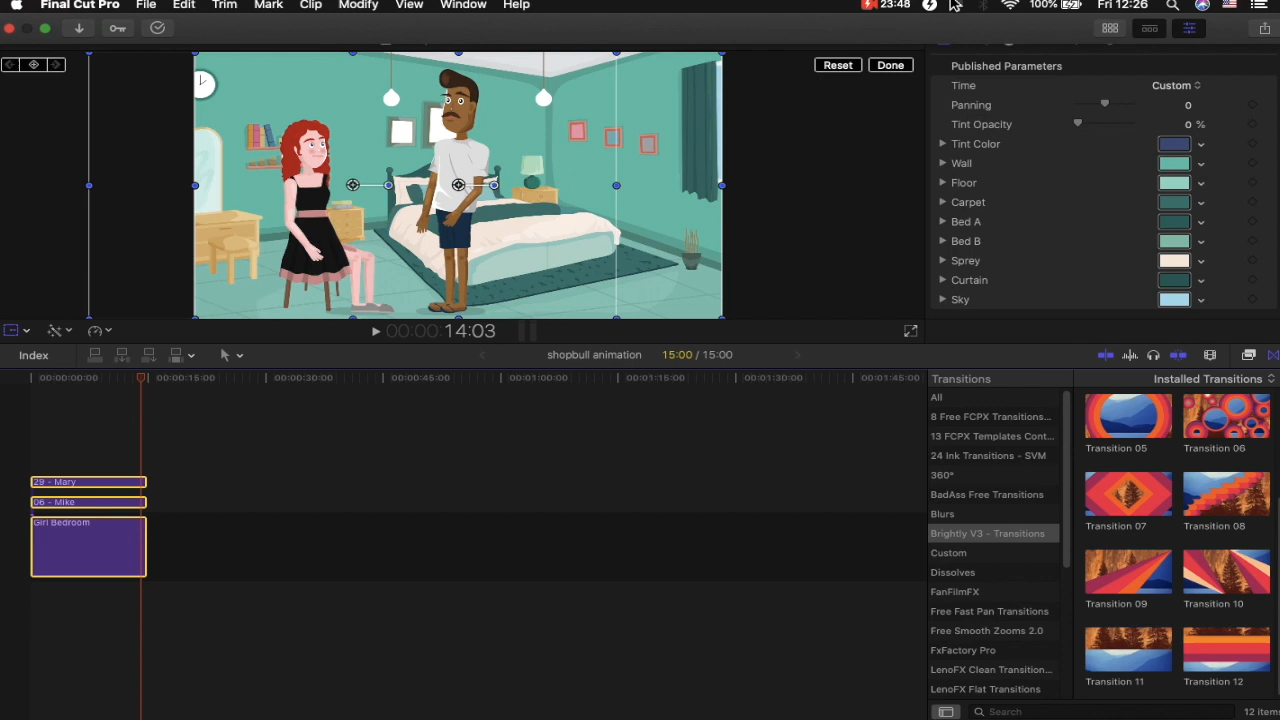 Final Cut Pro File Edit Trim Mark Clip Modify View Window Help 23:48 100% Fri 12:26
Reset Done
Published Parameters
Time Custom
Panning 0
Tint Opacity 0 %
Tint Color
Wall
Floor
Carpet
Bed A
Bed B
Sprey
Curtain
Sky
00:00:00:14:03
Index shopbull animation 15:00 / 15:00
00:00:00:00 00:00:15:00 00:00:30:00 00:00:45:00 00:01:00:00 00:01:15:00 00:01:30:00 00:01:45:00
29 - Mary
06 - Mike
Girl Bedroom
Transitions Installed Transitions
All
8 Free FCPX Transitions...
13 FCPX Templates Cont...
24 Ink Transitions - SVM
360°
BadAss Free Transitions
Blurs
Brightly V3 - Transitions
Custom
Dissolves
FanFilmFX
Free Fast Pan Transitions
Free Smooth Zooms 2.0
FxFactory Pro
LenoFX Clean Transition...
LenoFX Flat Transitions
Transition 05 Transition 06
Transition 07 Transition 08
Transition 09 Transition 10
Transition 11 Transition 12
Search 12 items